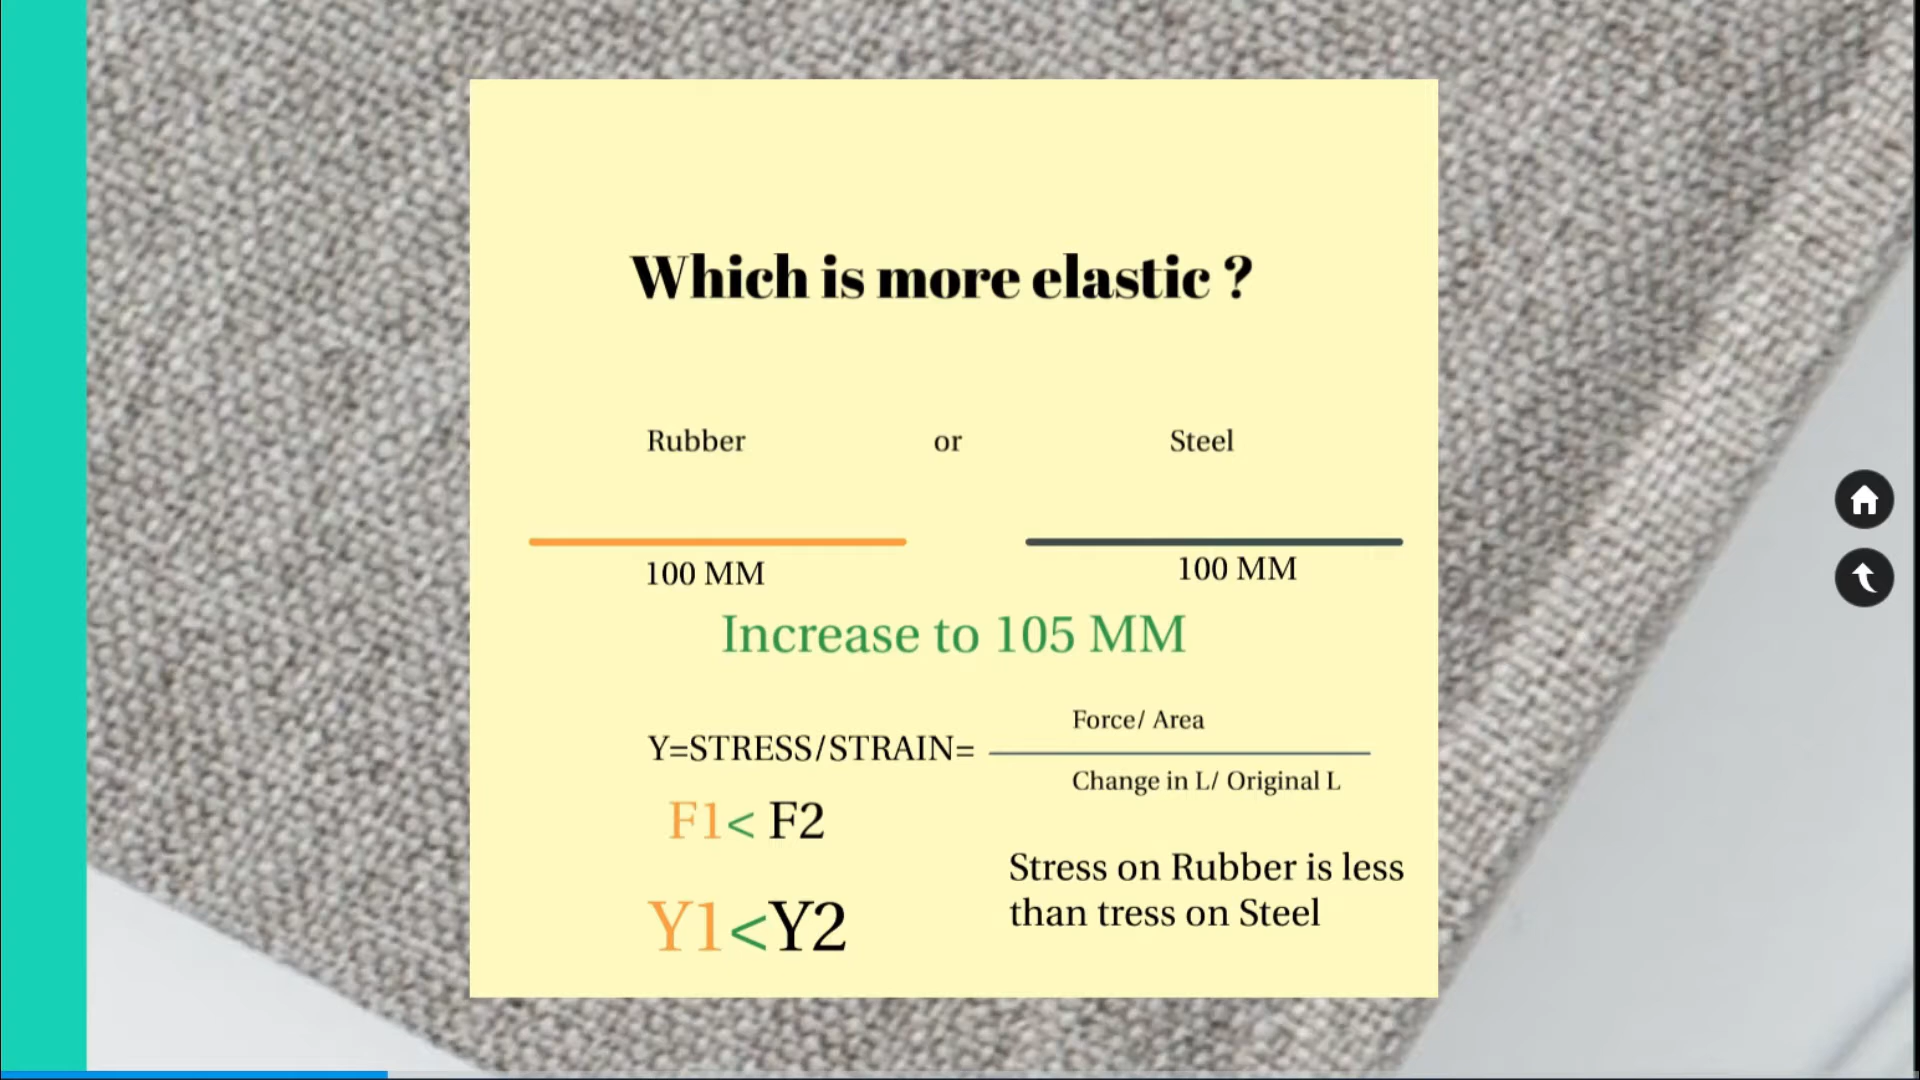 Which is more elastic ?
Rubber or Steel
100 MM 100 MM
Increase to 105 MM
Y=STRESS/STRAIN= Force/ Area
Change in L/ Original L
F1< F2
Stress on Rubber is less
than tress on Steel
Y1<Y2